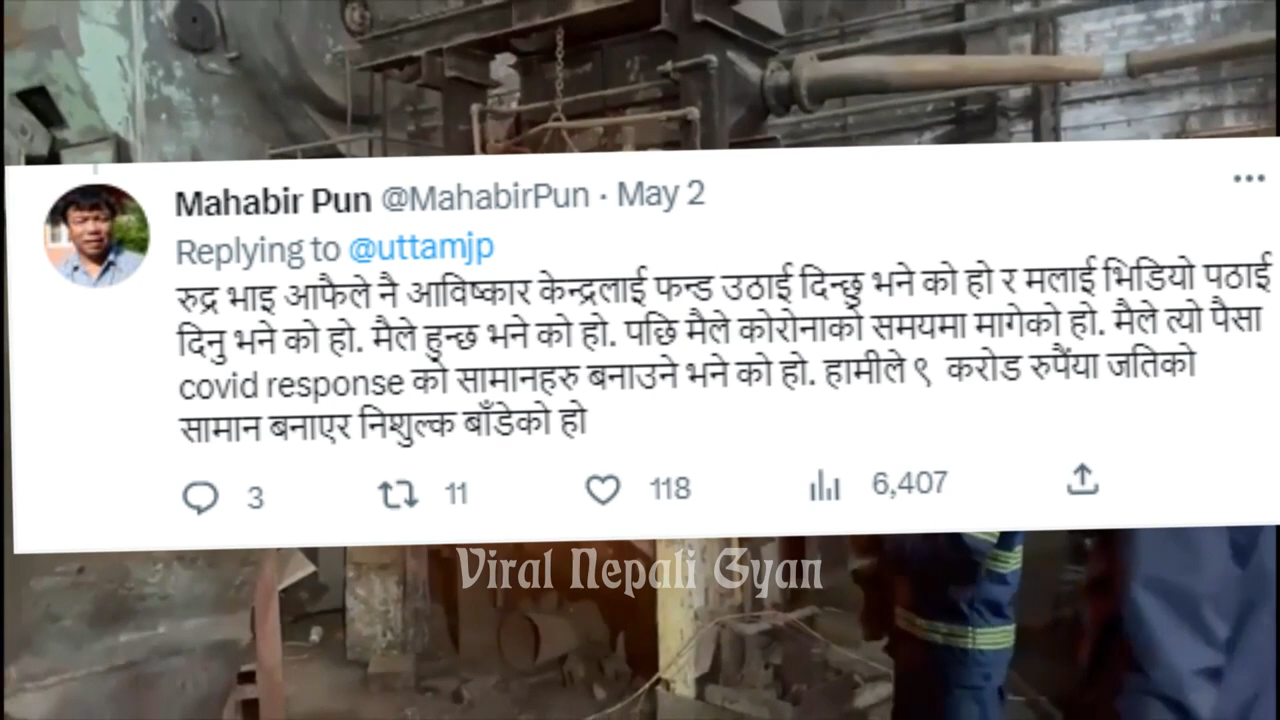 Mahabir Pun @MahabirPun · May 2
Replying to @uttamjp
रुद्र भाइ आफैले नै आविष्कार केन्द्रलाई फन्ड उठाई दिन्छु भने को हो र मलाई भिडियो पठाई
दिनु भने को हो. मैले हुन्छ भने को हो. पछि मैले कोरोनाको समयमा मागेको हो. मैले त्यो पैसा
covid response को सामानहरु बनाउने भने को हो. हामीले ९ करोड रुपैंया जतिको
सामान बनाएर निशुल्क बाँडेको हो
3 11 118 6,407
Viral Nepali Gyan